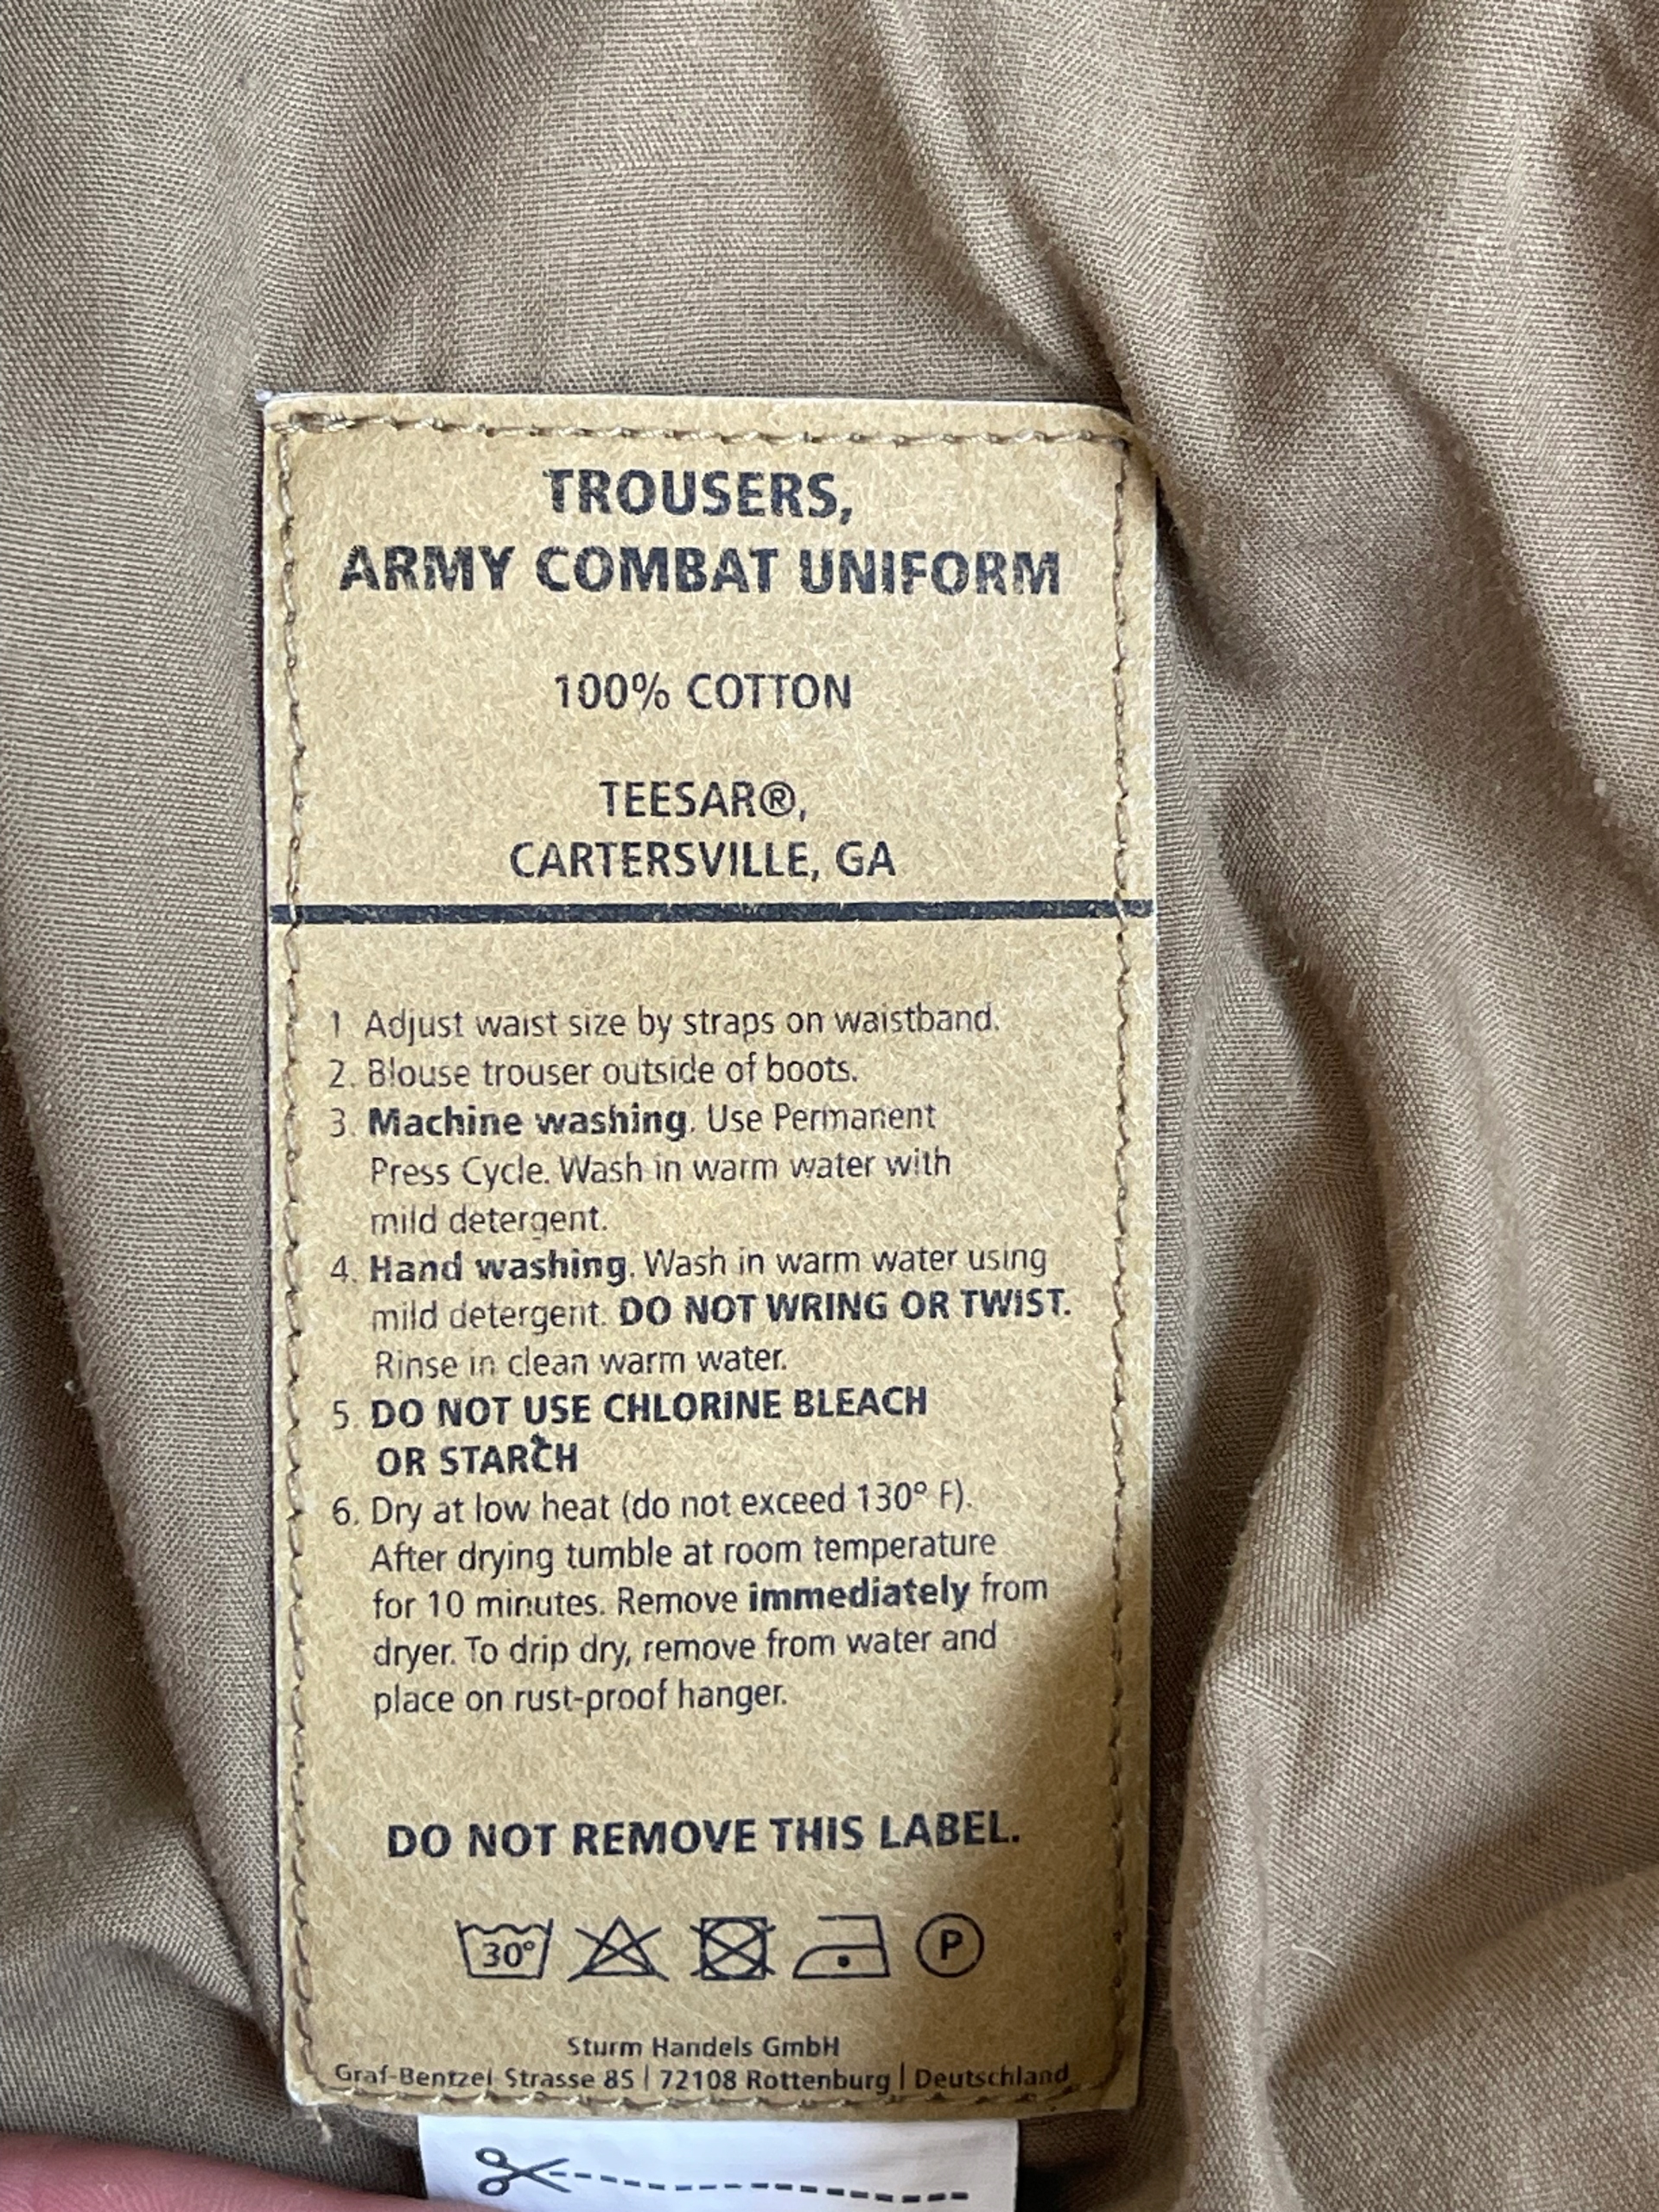 TROUSERS,
ARMY COMBAT UNIFORM
100% COTTON
TEESAR®,
CARTERSVILLE, GA
1 Adjust waist size by straps on waistband.
2. Blouse trouser outside of boots.
3. Machine washing. Use Permanent
Press Cycle. Wash in warm water with
mild detergent.
4. Hand washing. Wash in warm water using
mild detergent. DO NOT WRING OR TWIST.
Rinse in clean warm water.
5. DO NOT USE CHLORINE BLEACH
OR STARCH
6. Dry at low heat (do not exceed 130° F).
After drying tumble at room temperature
for 10 minutes. Remove immediately from
dryer. To drip dry, remove from water and
place on rust-proof hanger.
DO NOT REMOVE THIS LABEL.
30° P
Sturm Handels GmbH
Graf-Bentzel Strasse 85 | 72108 Rottenburg | Deutschland